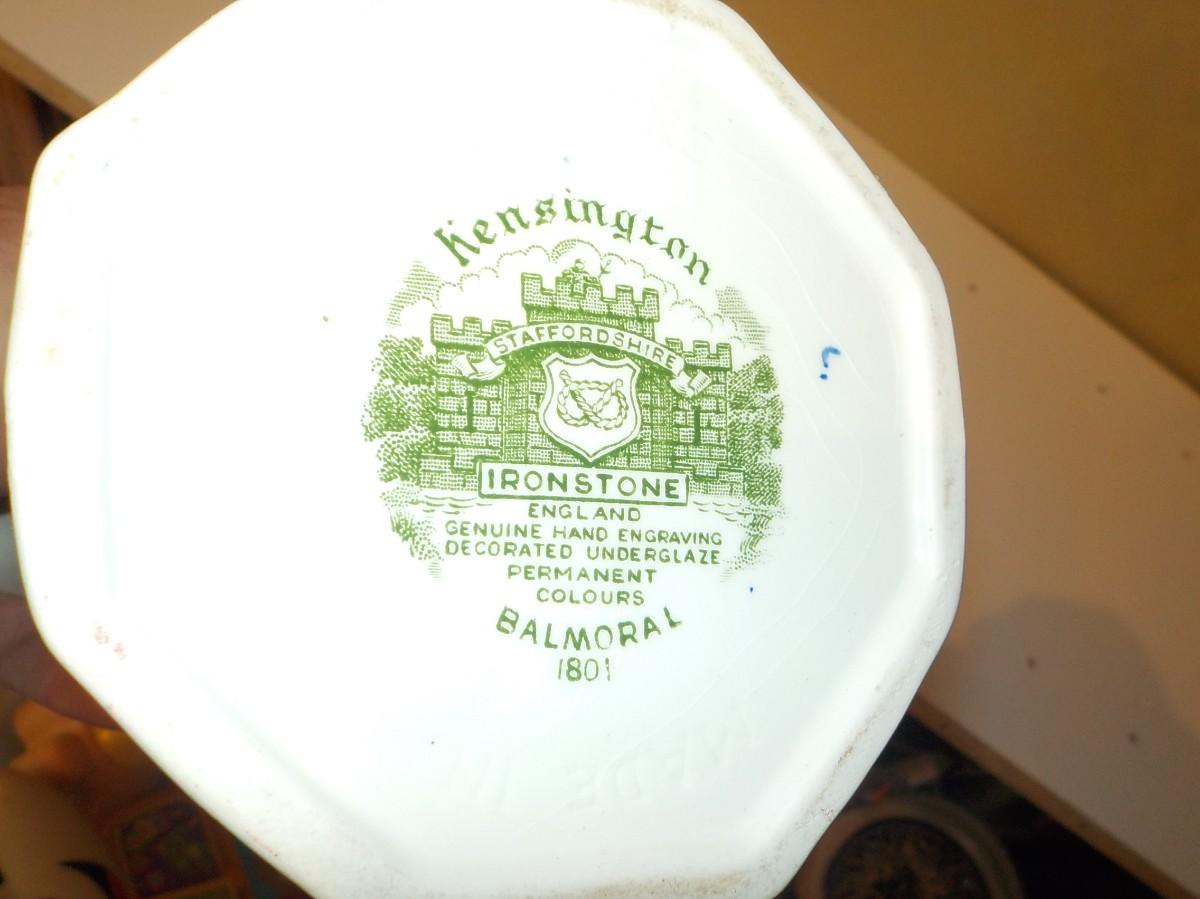 Kensington
STAFFORDSHIRE
IRONSTONE
ENGLAND
GENUINE HAND ENGRAVING
DECORATED UNDERGLAZE
PERMANENT
COLOURS
BALMORAL
1801